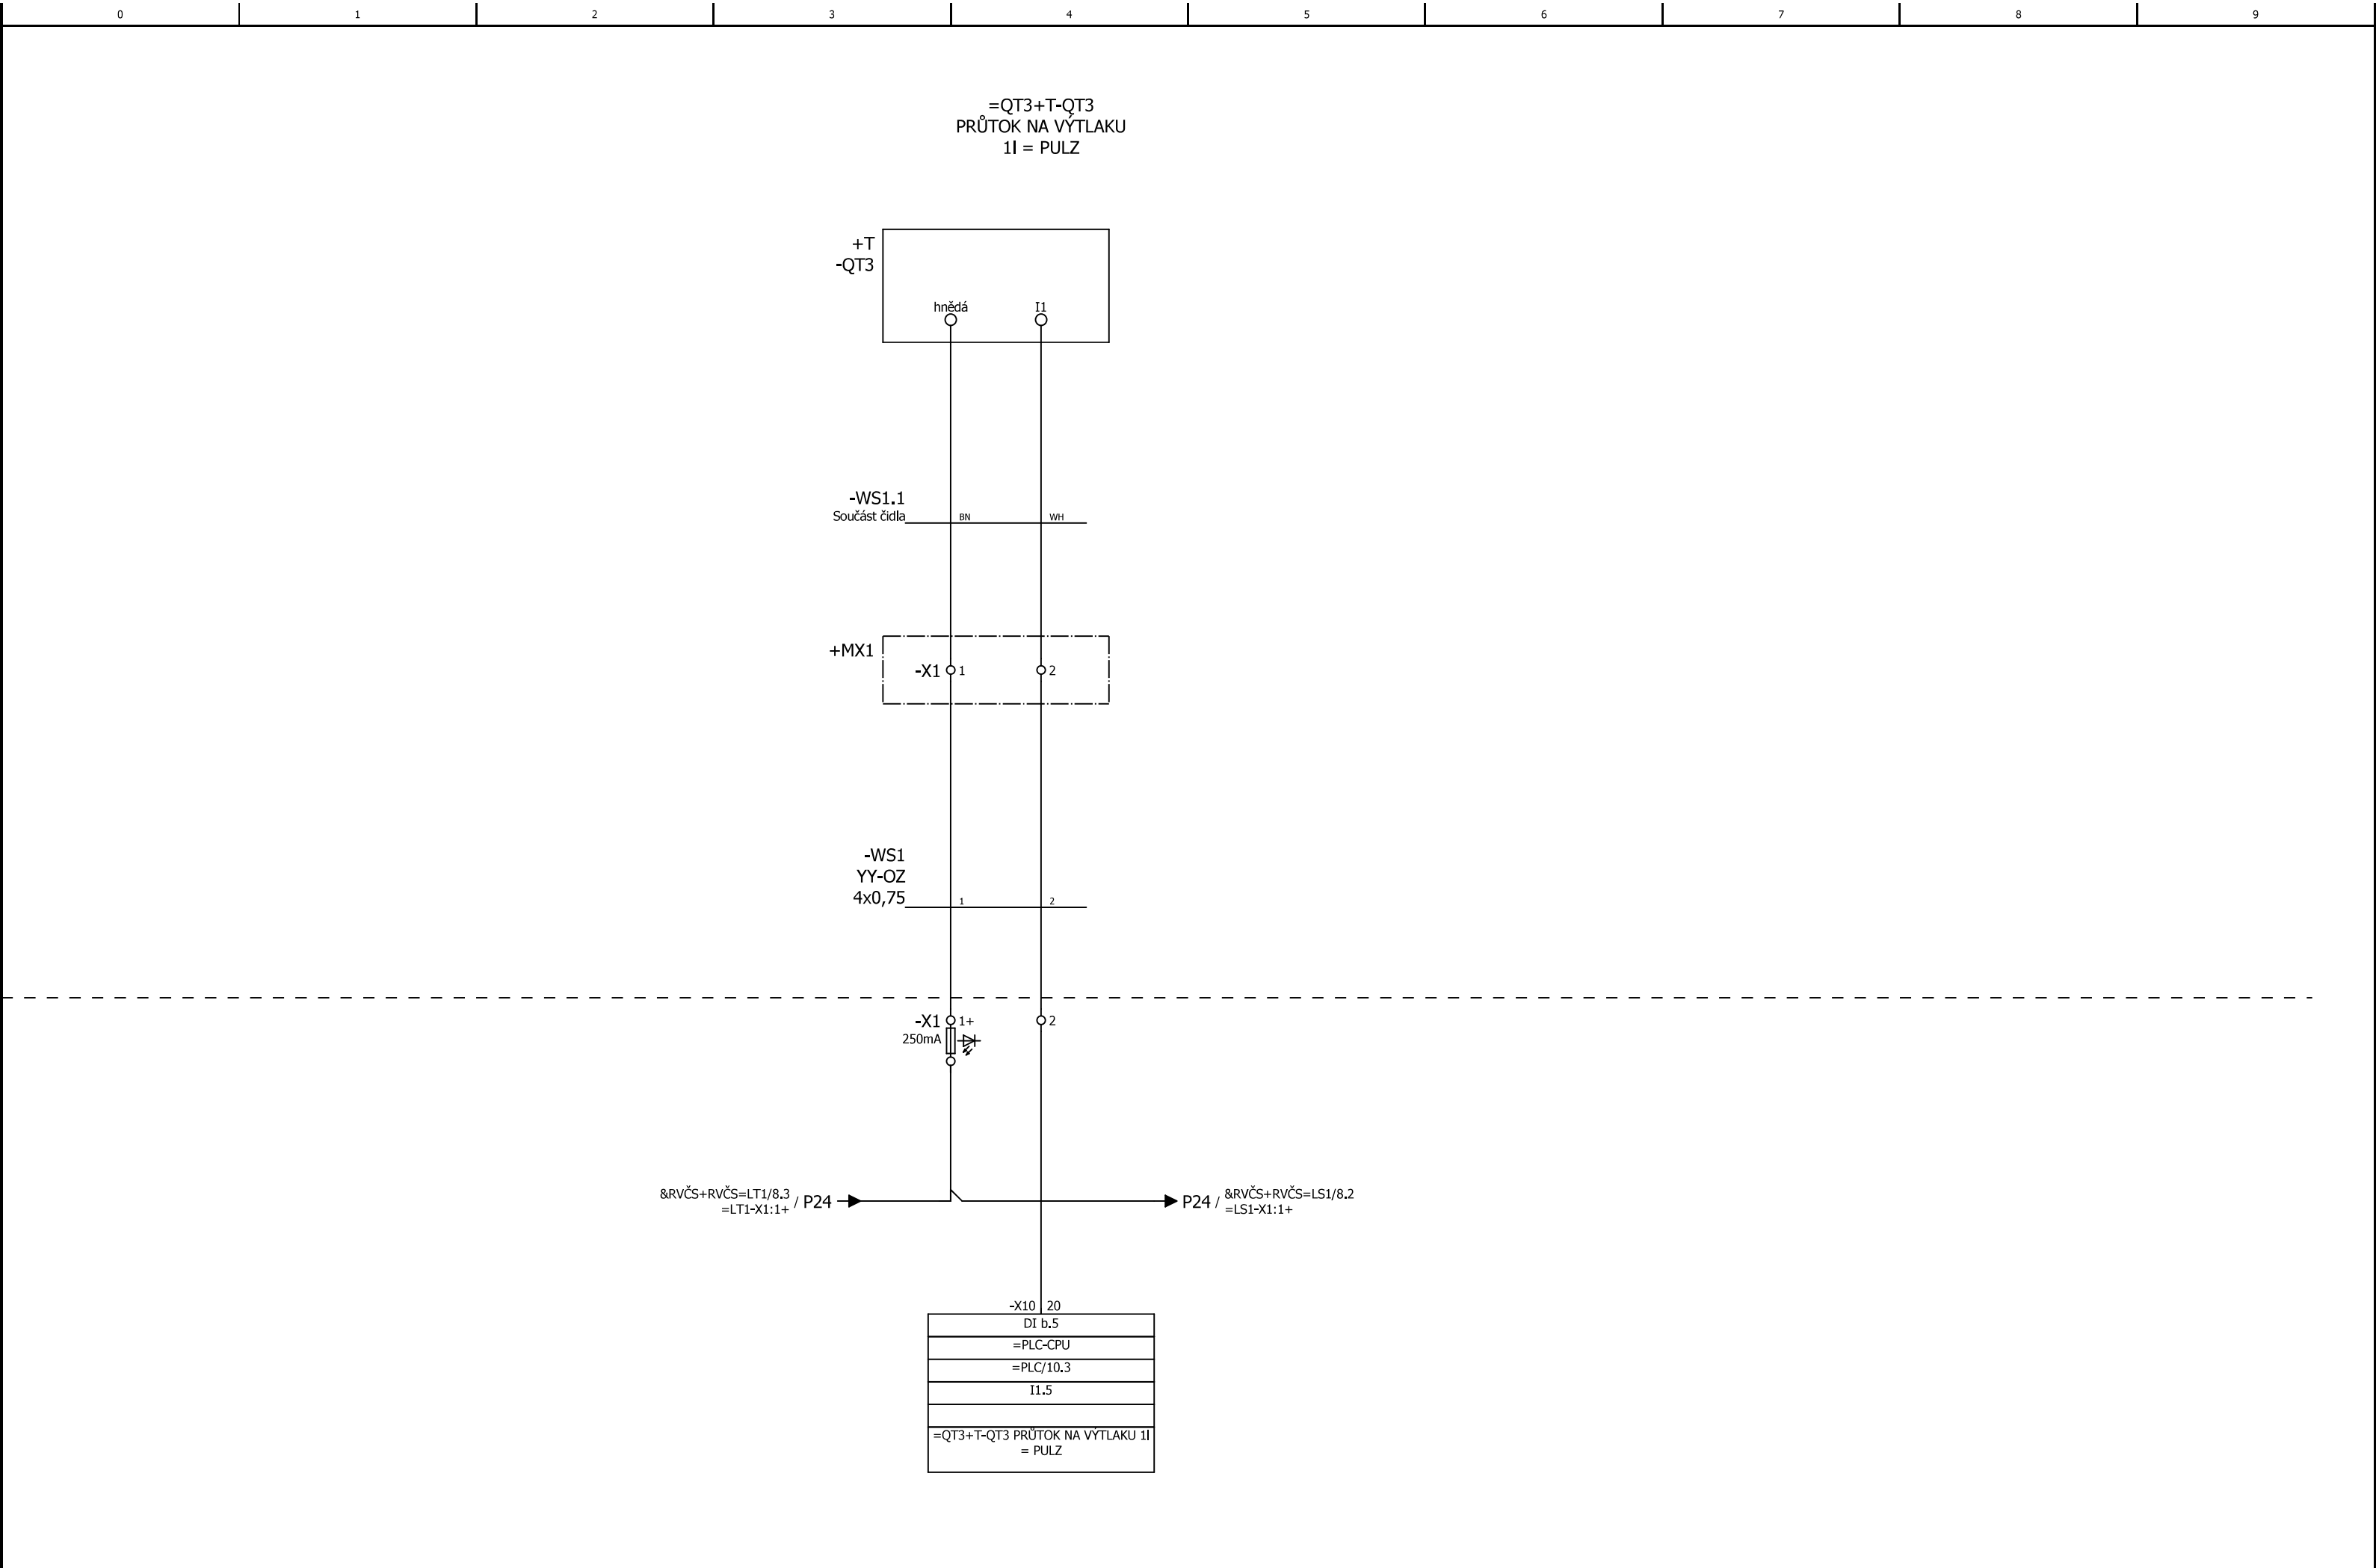 0 1 2 3 4 5 6 7 8 9
=QT3+T-QT3
PRŮTOK NA VÝTLAKU
1l = PULZ
+T
-QT3
hnědá I1
-WS1.1
Součást čidla BN WH
+MX1
-X1 1 2
-WS1
YY-OZ
4x0,75 1 2
-X1 1+ 2
250mA
&RVČS+RVČS=LT1/8.3
=LT1-X1:1+ / P24
P24 / &RVČS+RVČS=LS1/8.2
=LS1-X1:1+
-X10 20
DI b.5
=PLC-CPU
=PLC/10.3
I1.5
=QT3+T-QT3 PRŮTOK NA VÝTLAKU 1l
= PULZ